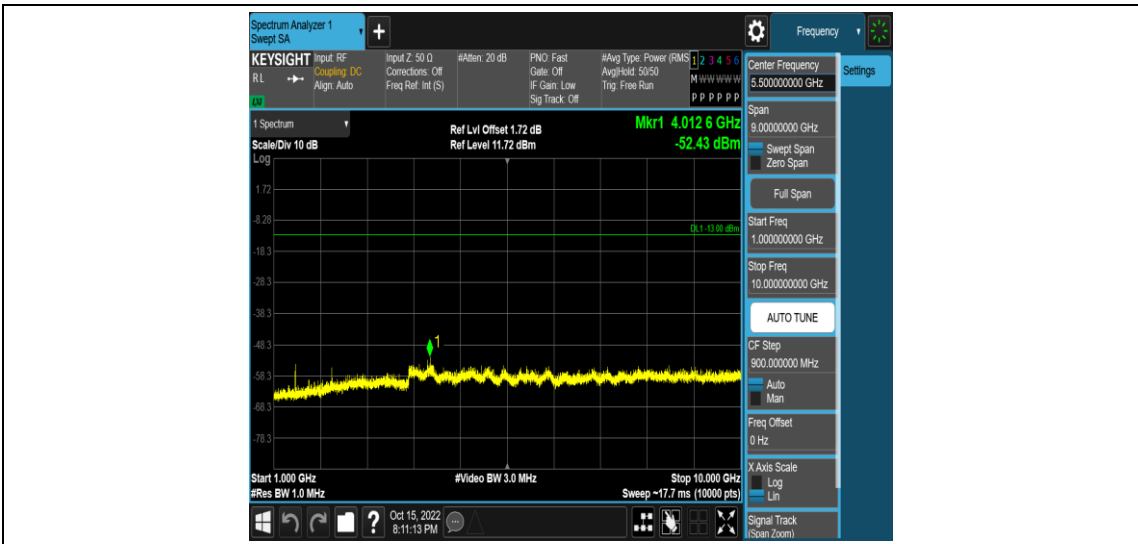 Spectrum Analyzer 1
Swept SA
Frequency
KEYSIGHT
RL
LXI
Input: RF
Coupling: DC
Align: Auto
Input Z: 50 Ω
Corrections: Off
Freq Ref: Int (S)
#Atten: 20 dB
PNO: Fast
Gate: Off
IF Gain: Low
Sig Track: Off
#Avg Type: Power (RMS
Avg|Hold: 50/50
Trig: Free Run
1 2 3 4 5 6
M W W W W W
P P P P P P
Settings
Center Frequency
5.500000000 GHz
Span
9.00000000 GHz
Swept Span
Zero Span
Full Span
Start Freq
1.000000000 GHz
Stop Freq
10.000000000 GHz
AUTO TUNE
CF Step
900.000000 MHz
Auto
Man
Freq Offset
0 Hz
X Axis Scale
Log
Lin
Signal Track
(Span Zoom)
1 Spectrum
Scale/Div 10 dB
Log
Ref Lvl Offset 1.72 dB
Ref Level 11.72 dBm
Mkr1 4.012 6 GHz
-52.43 dBm
1.72
-8.28
DL1 -13.00 dBm
-18.3
-28.3
-38.3
-48.3
1
-58.3
-68.3
-78.3
Start 1.000 GHz
#Res BW 1.0 MHz
#Video BW 3.0 MHz
Stop 10.000 GHz
Sweep ~17.7 ms (10000 pts)
?
Oct 15, 2022
8:11:13 PM